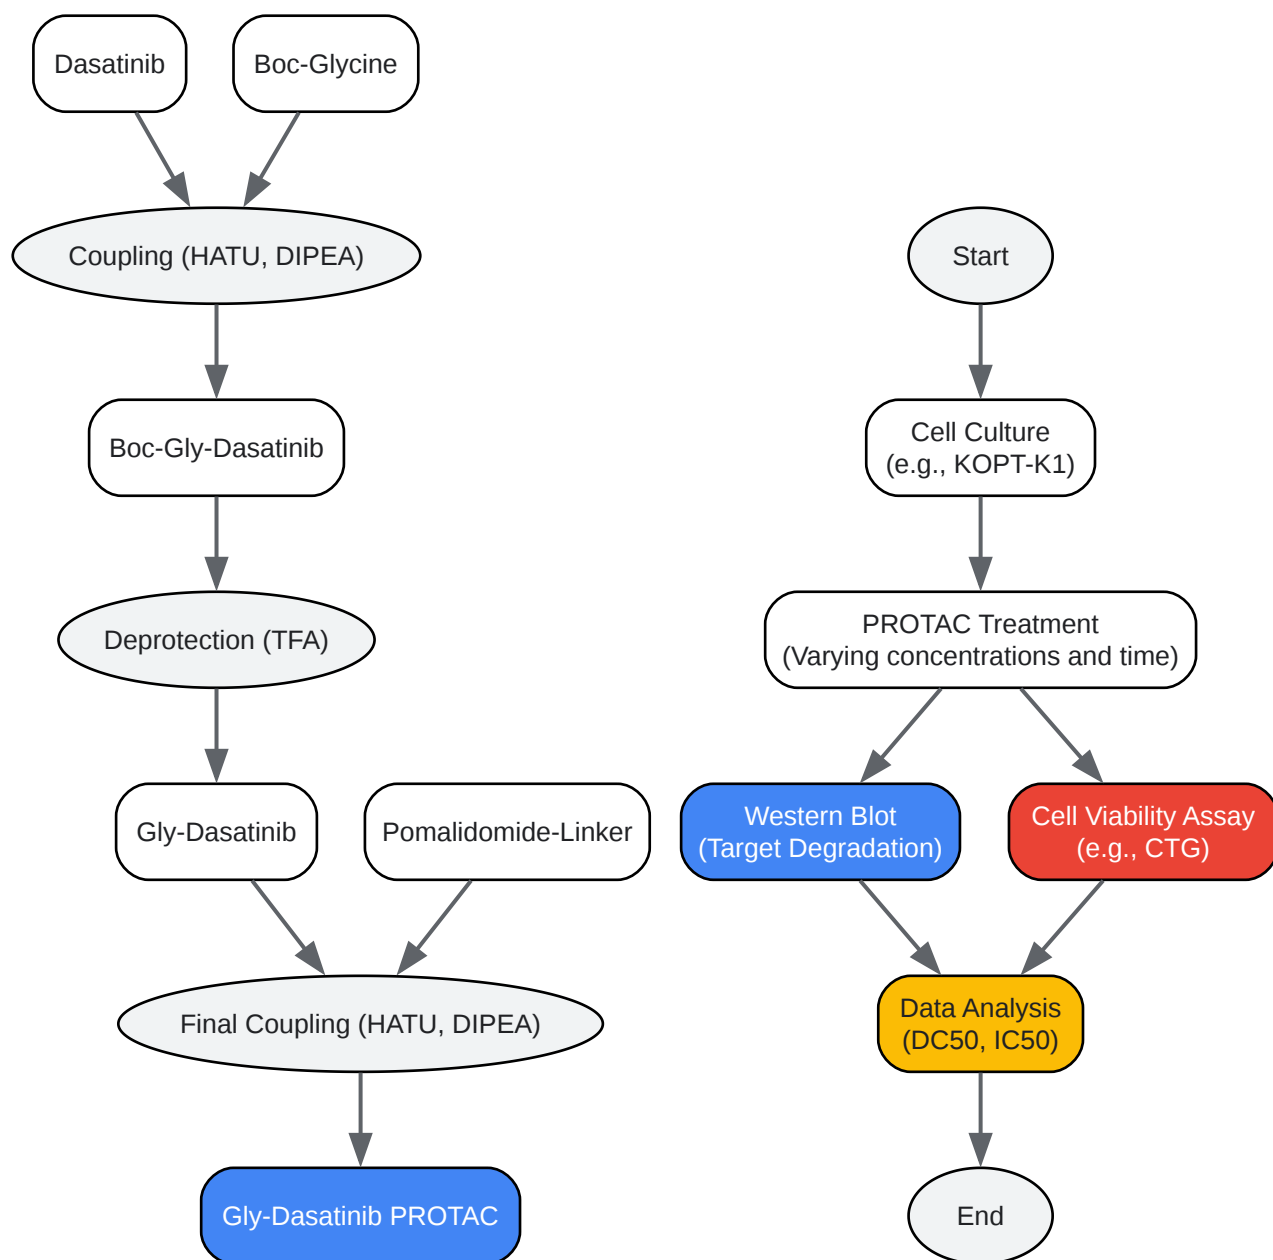 Dasatinib
Boc-Glycine
Coupling (HATU, DIPEA)
Boc-Gly-Dasatinib
Deprotection (TFA)
Gly-Dasatinib
Pomalidomide-Linker
Final Coupling (HATU, DIPEA)
Gly-Dasatinib PROTAC
Start
Cell Culture
(e.g., KOPT-K1)
PROTAC Treatment
(Varying concentrations and time)
Western Blot
(Target Degradation)
Cell Viability Assay
(e.g., CTG)
Data Analysis
(DC50, IC50)
End